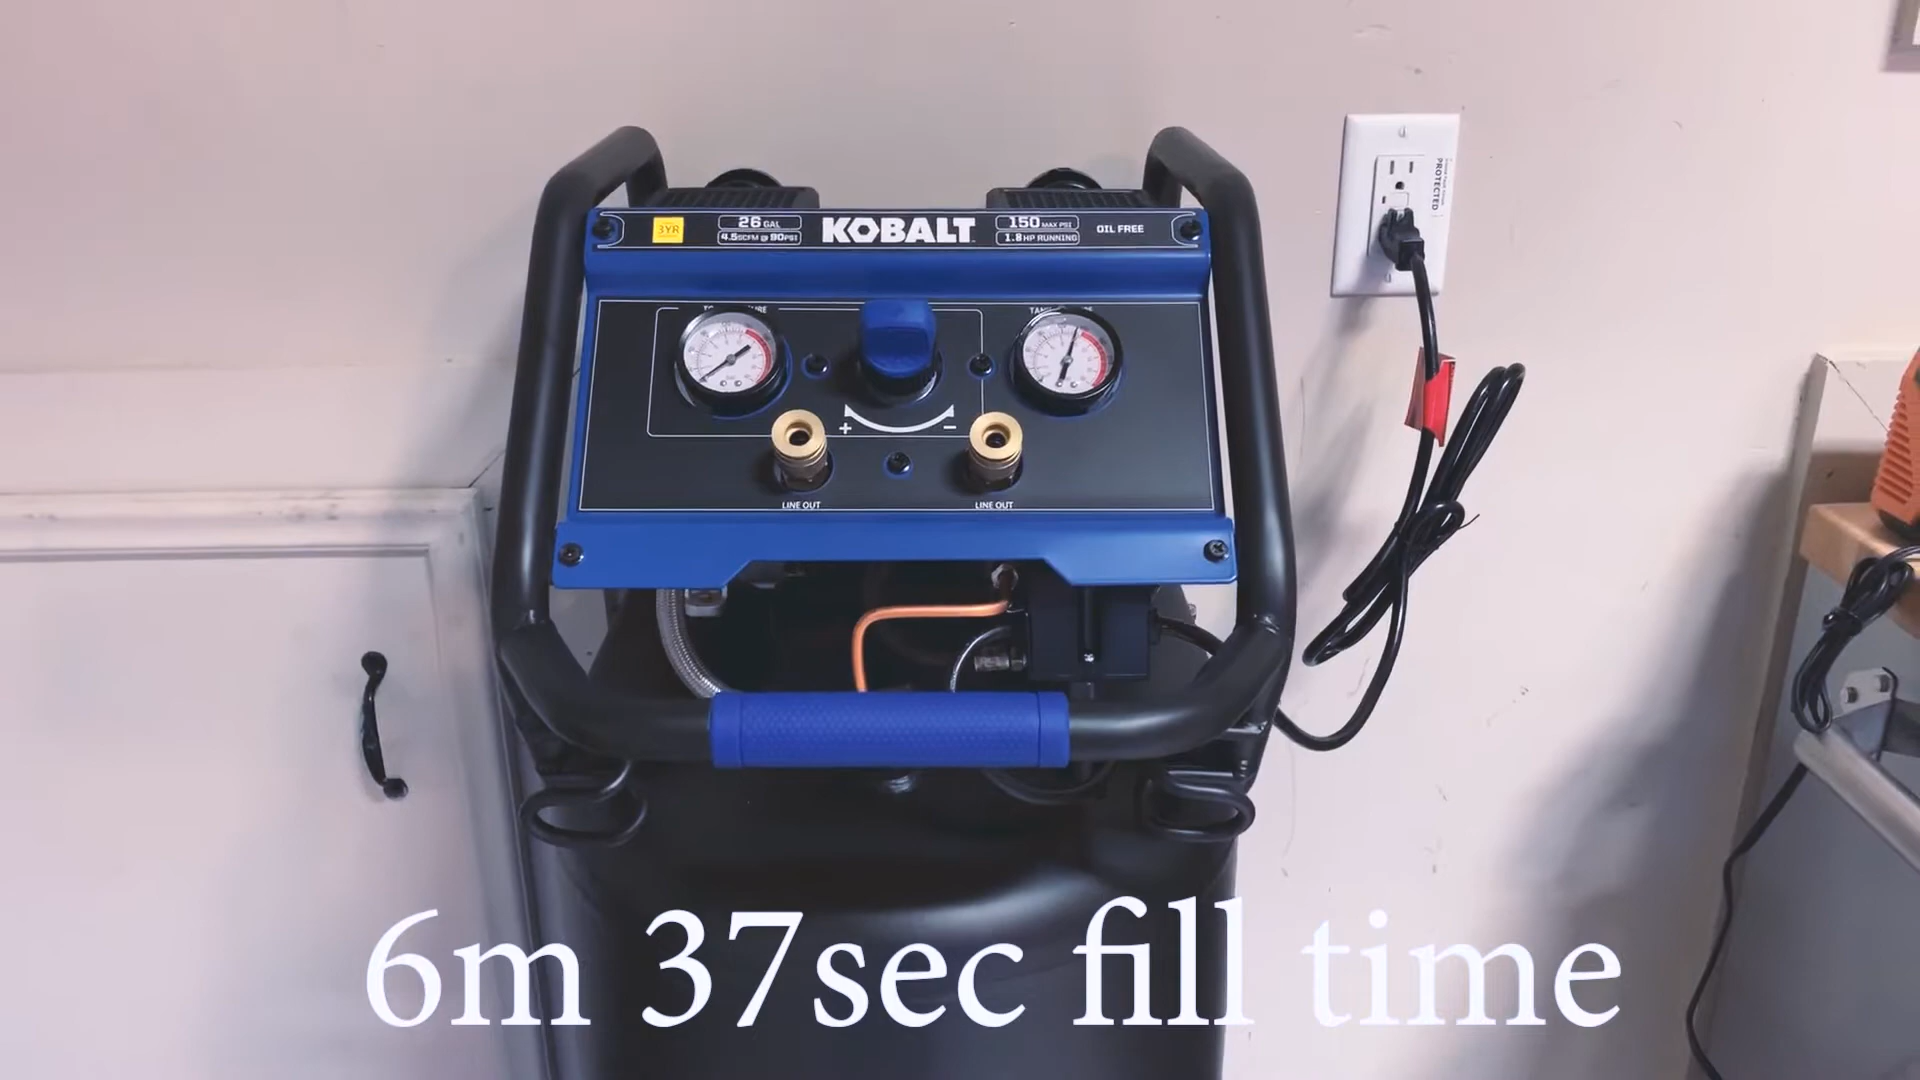 3YR
26 GAL
4.5SCFM @ 90PSI
KOBALT
150 MAX PSI
1.8 HP RUNNING
OIL FREE
+
−
LINE OUT
LINE OUT
PROTECTED
6m 37sec fill time